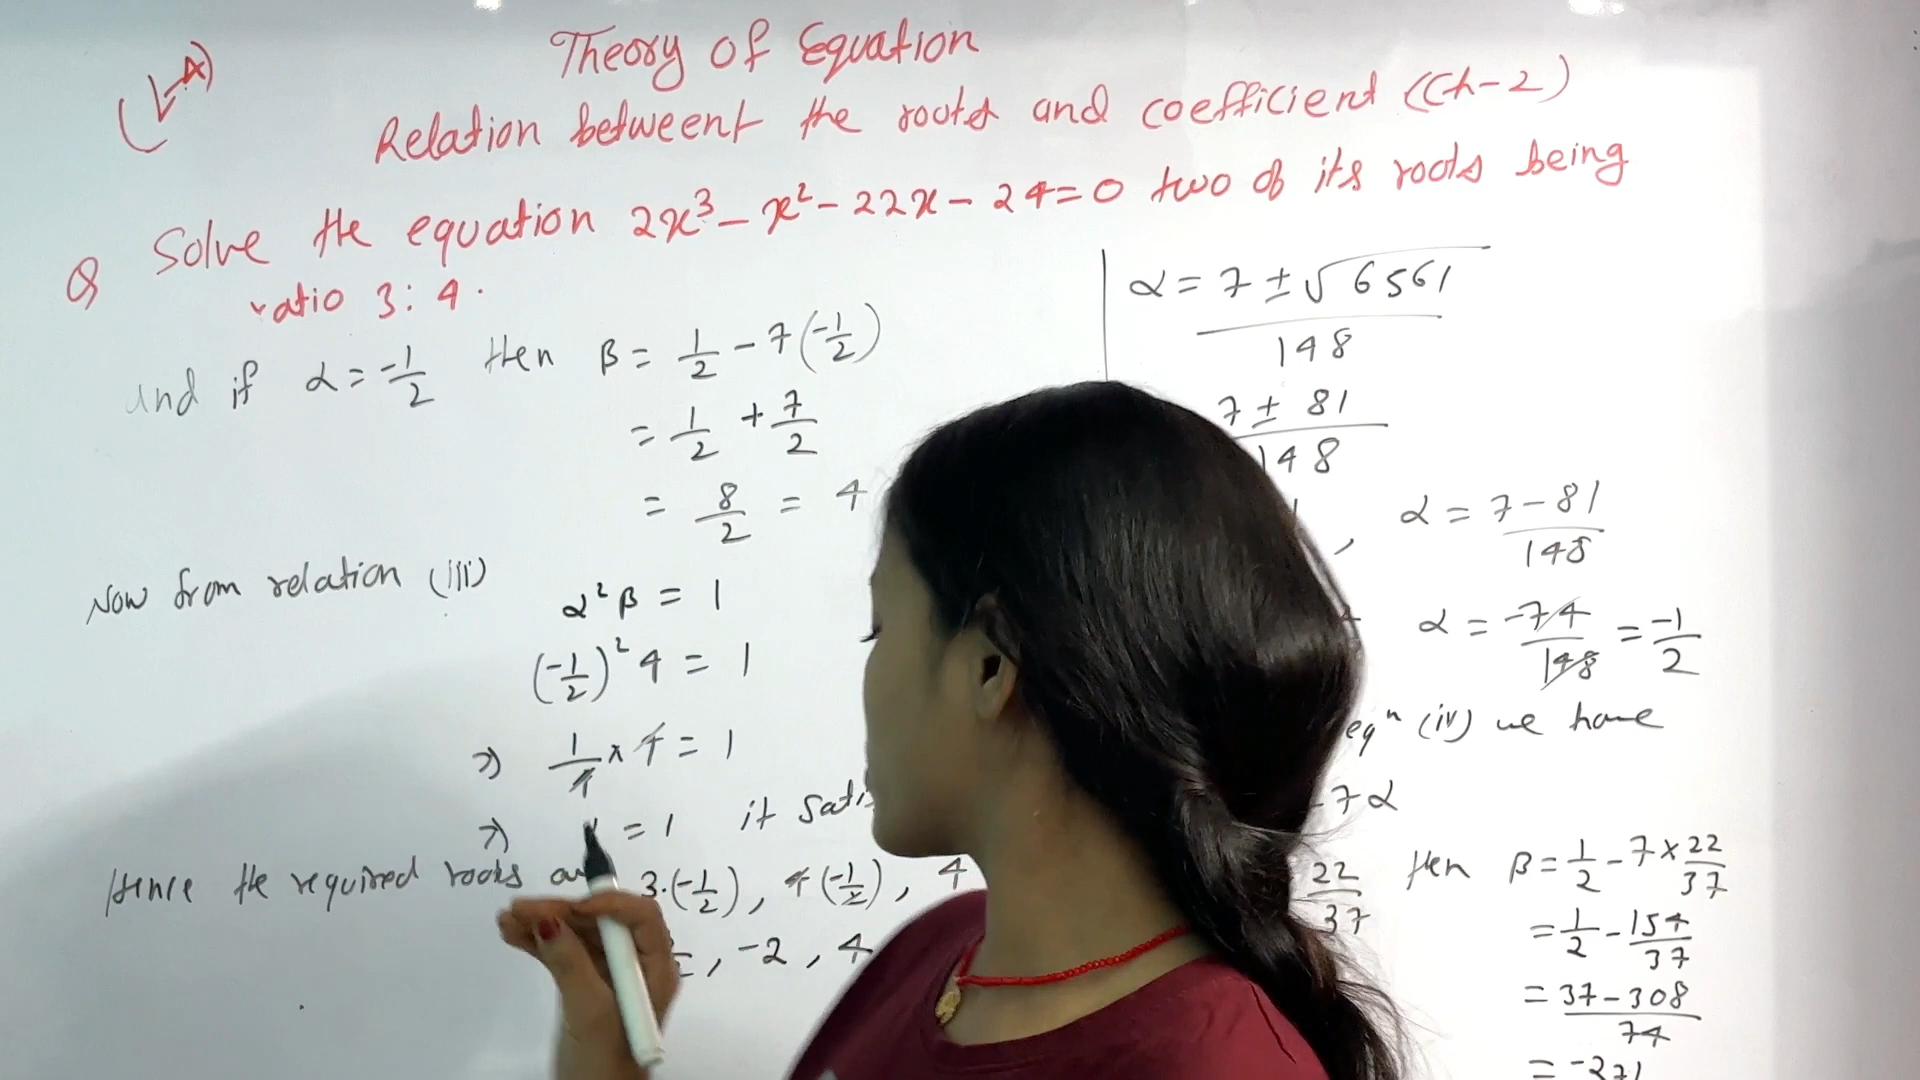 Theory of Equation
Relation betweent the roots and coefficient (Ch-2)
Q Solve the equation 2x³ - x² - 22x - 24 = 0 two of its roots being
ratio 3: 4.
and if α = -1/2 then β = 1/2 - 7(-1/2)
= 1/2 + 7/2
= 8/2 = 4
Now from relation (iii)
α²β = 1
(-1/2)² 4 = 1
⇒ 1/4 × 4 = 1
⇒ 1 = 1 it
Hence the required roots 3.(-1/2), 4(-1/2), 4
, -2, 4
α = 7 ± √6561 / 148
7 ± 81 / 148
, α = 7 - 81 / 148
α = -74/148 = -1/2
eqⁿ (iv) we have
- 7α
22/37 then β = 1/2 - 7 × 22/37
= 1/2 - 154/37
= 37 - 308 / 74
= -271